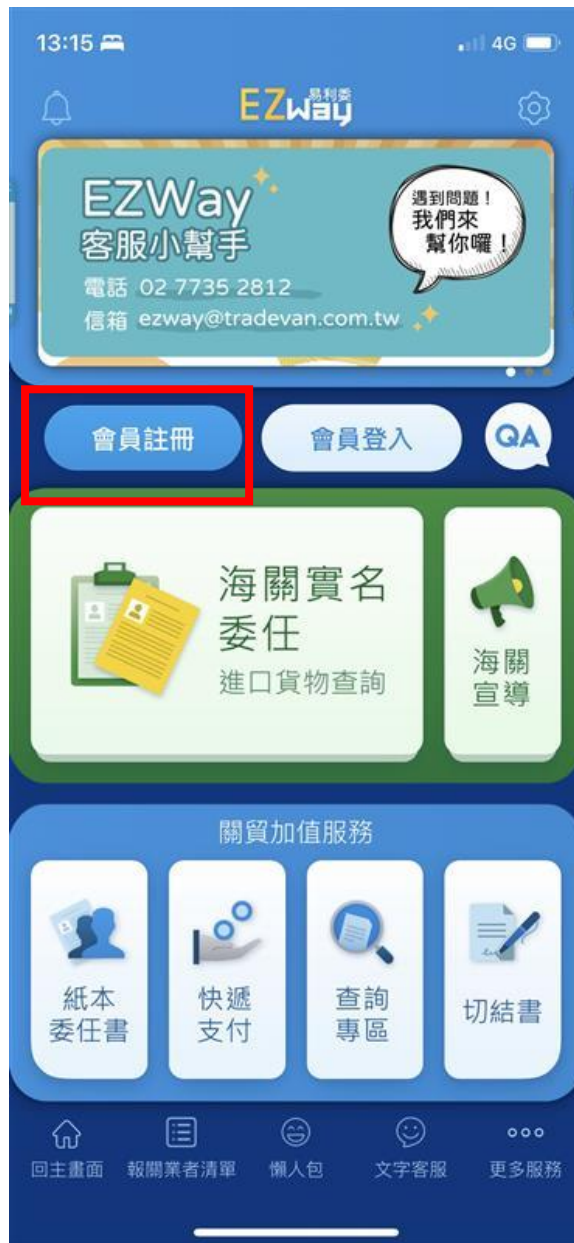 13:15
4G
EZWay 易利委
EZWay
客服小幫手
電話 02 7735 2812
信箱 ezway@tradevan.com.tw
遇到問題！
我們來
幫你囉！
會員註冊
會員登入
QA
海關實名
委任
進口貨物查詢
海關
宣導
關貿加值服務
紙本
委任書
快遞
支付
查詢
專區
切結書
回主畫面
報關業者清單
懶人包
文字客服
更多服務